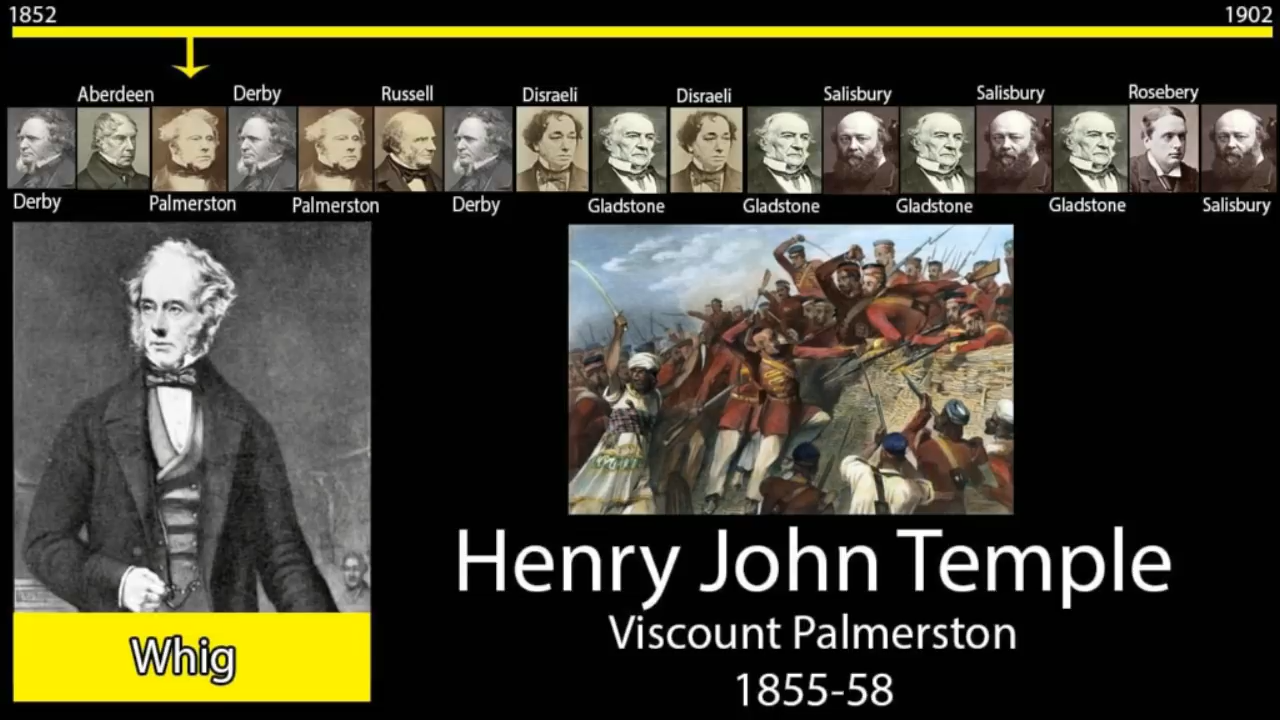 1852 1902
Aberdeen Derby Russell Disraeli Disraeli Salisbury Salisbury Rosebery
Derby Palmerston Palmerston Derby Gladstone Gladstone Gladstone Gladstone Salisbury
Henry John Temple
Viscount Palmerston
1855-58
Whig